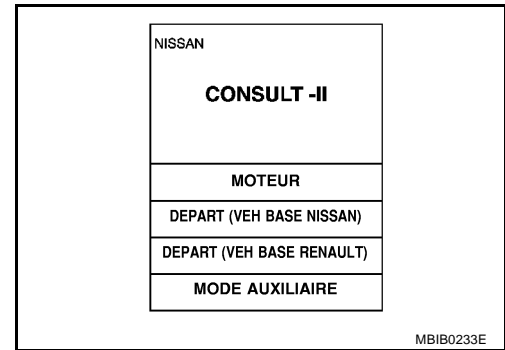 NISSAN
CONSULT -II
MOTEUR
DEPART (VEH BASE NISSAN)
DEPART (VEH BASE RENAULT)
MODE AUXILIAIRE
MBIB0233E